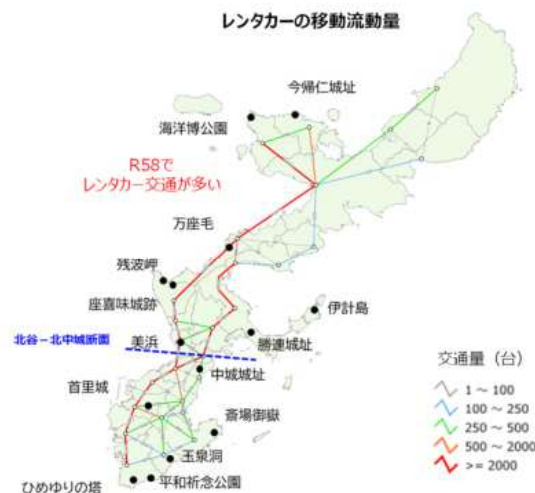 レンタカーの移動流動量
今帰仁城址
海洋博公園
R58で
レンタカー交通が多い
万座毛
残波岬
座喜味城跡
伊計島
北谷－北中城断面
美浜
勝連城址
中城城址
首里城
斎場御嶽
玉泉洞
ひめゆりの塔
平和祈念公園
交通量（台）
1 ～ 100
100 ～ 250
250 ～ 500
500 ～ 2000
>= 2000